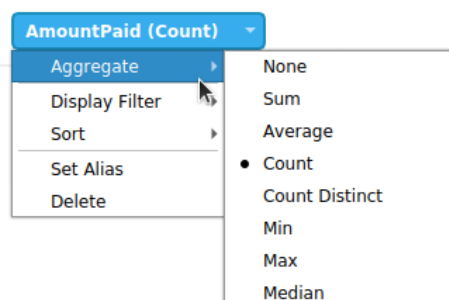 AmountPaid (Count)
Aggregate
Display Filter
Sort
Set Alias
Delete
None
Sum
Average
Count
Count Distinct
Min
Max
Median